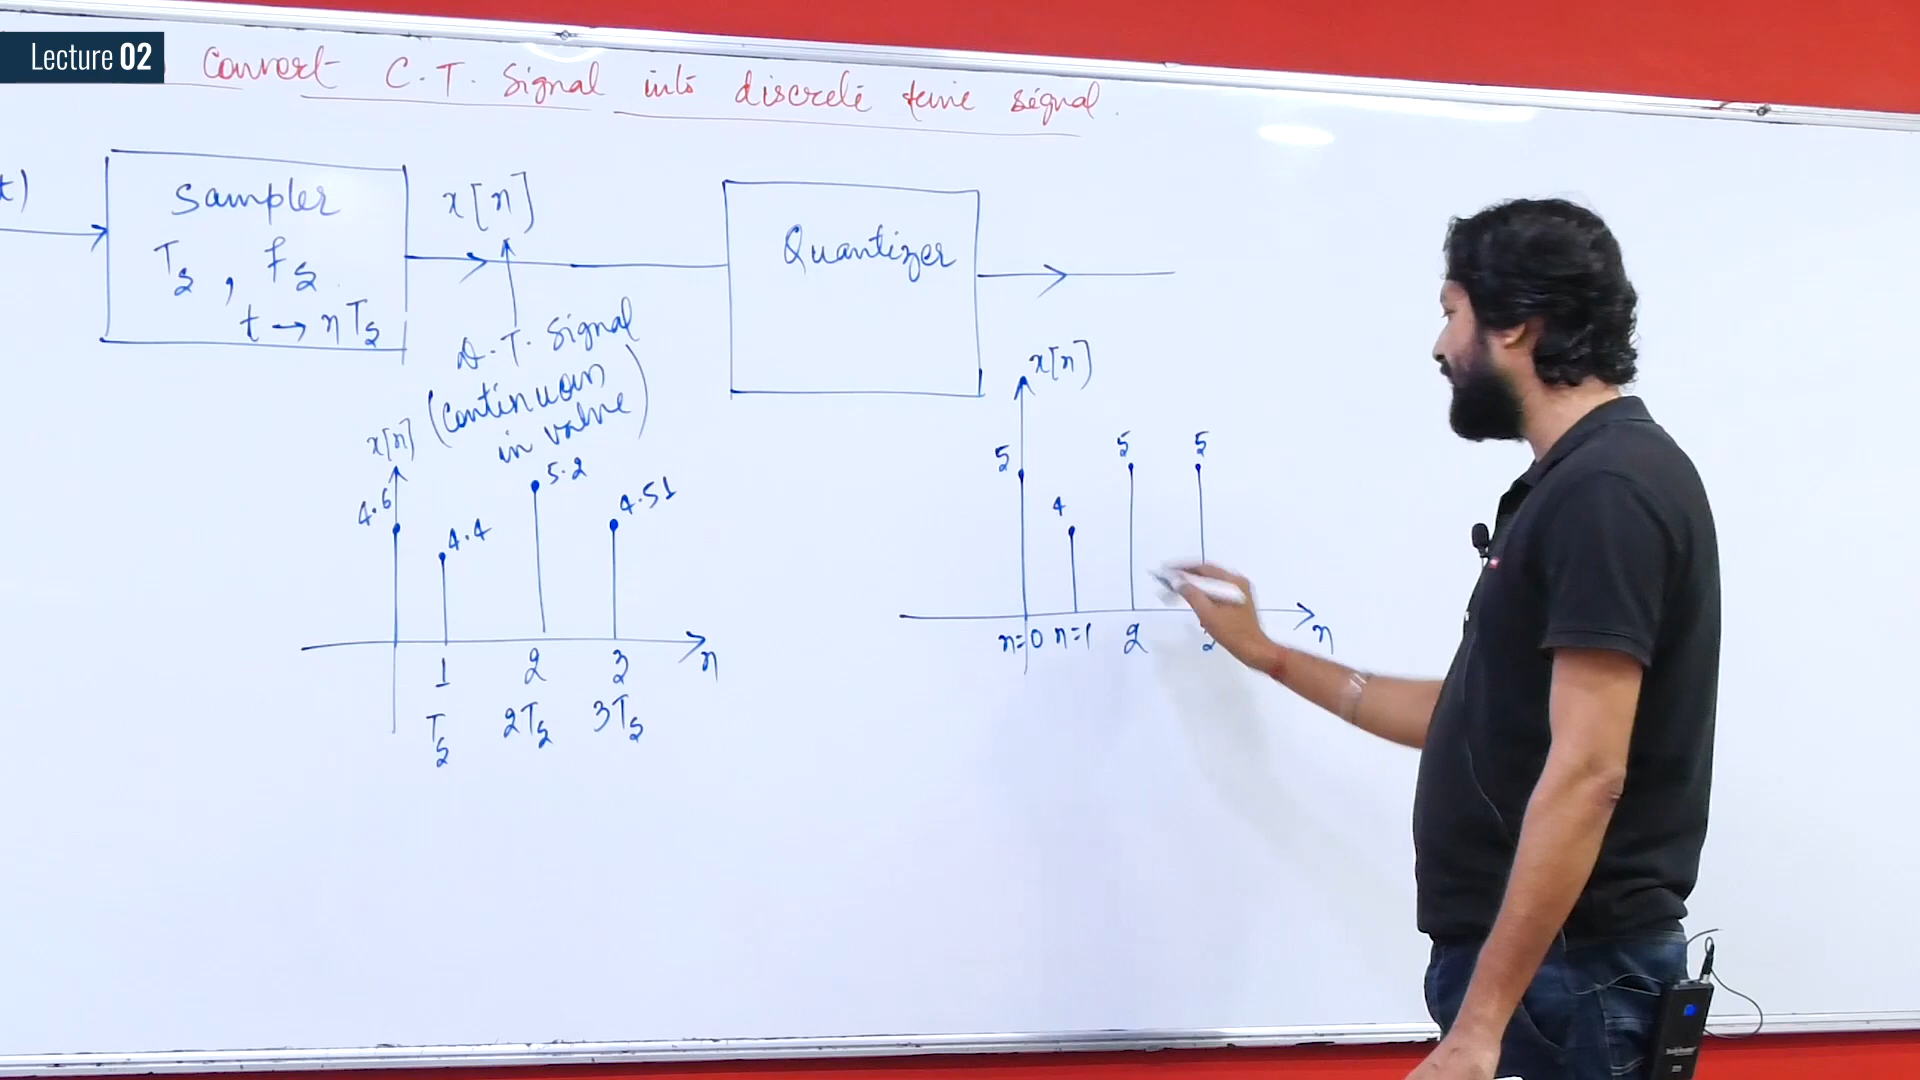 Lecture 02
Convert C.T. Signal into discrete time signal.
t)
Sampler
Ts, fs
t → nTs
x[n]
D.T. Signal
(continuous
in value)
Quantizer
x[n]
4.6
4.4
5.2
4.51
1 2 3 n
Ts 2Ts 3Ts
x[n]
5
4
5
5
n=0 n=1 2 n